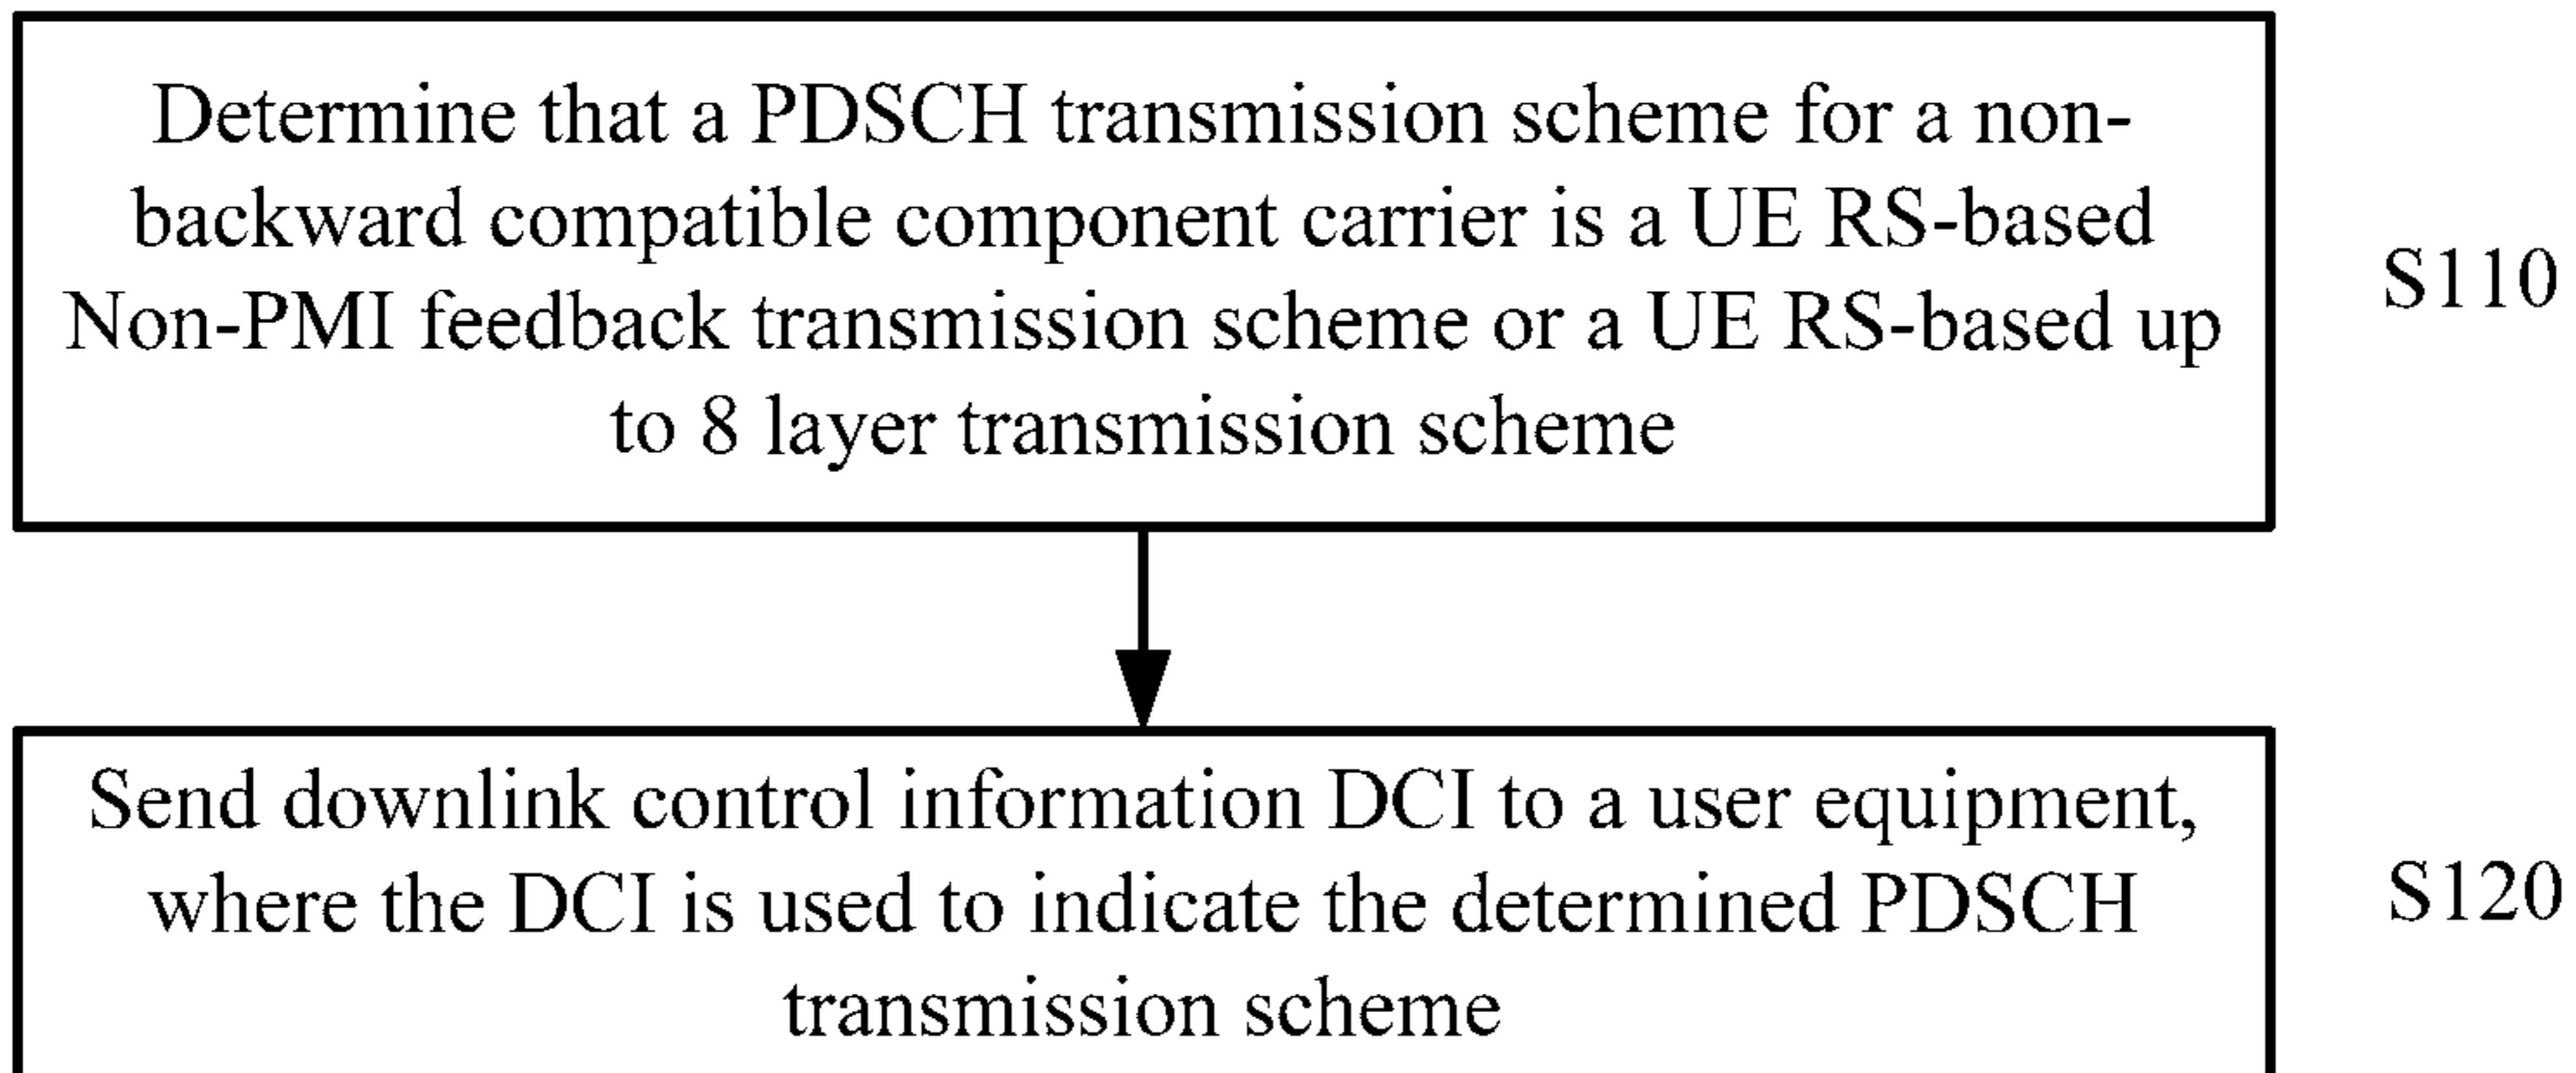 Determine that a PDSCH transmission scheme for a non-
backward compatible component carrier is a UE RS-based
Non-PMI feedback transmission scheme or a UE RS-based up
to 8 layer transmission scheme
S110
Send downlink control information DCI to a user equipment,
where the DCI is used to indicate the determined PDSCH
transmission scheme
S120